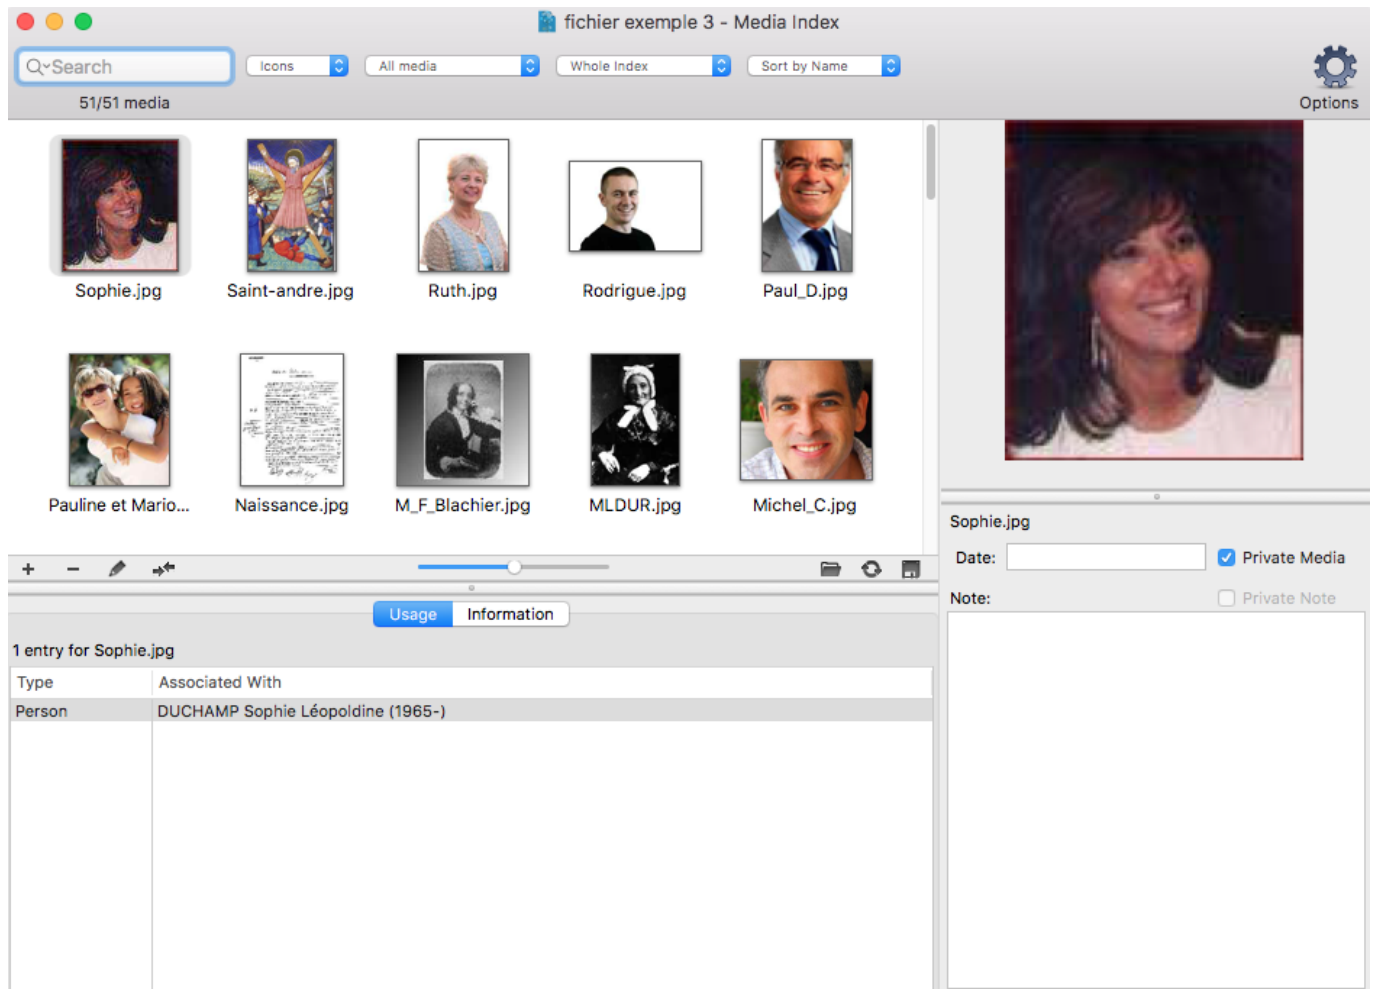 fichier exemple 3 - Media Index
Search
Icons
All media
Whole Index
Sort by Name
51/51 media
Options
Sophie.jpg
Saint-andre.jpg
Ruth.jpg
Rodrigue.jpg
Paul_D.jpg
Pauline et Mario...
Naissance.jpg
M_F_Blachier.jpg
MLDUR.jpg
Michel_C.jpg
Sophie.jpg
Date:
Private Media
Note:
Private Note
Usage
Information
1 entry for Sophie.jpg
Type
Associated With
Person
DUCHAMP Sophie Léopoldine (1965-)